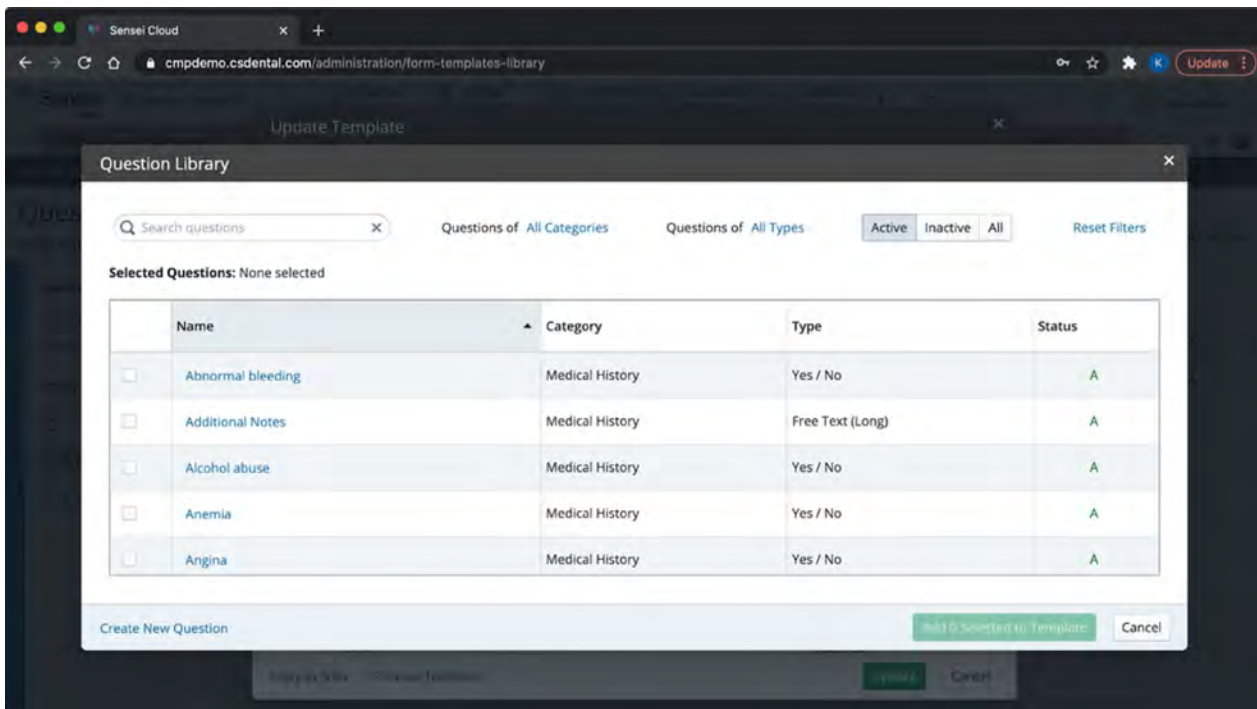 Sensei Cloud
cmpdemo.csdental.com/administration/form-templates-library
K
Update
Update Template
Question Library
Search questions
Questions of All Categories
Questions of All Types
Active Inactive All
Reset Filters
Selected Questions: None selected
Name Category Type Status
Abnormal bleeding Medical History Yes / No A
Additional Notes Medical History Free Text (Long) A
Alcohol abuse Medical History Yes / No A
Anemia Medical History Yes / No A
Angina Medical History Yes / No A
Create New Question
Add 0 Selected to Template
Cancel
Update
Cancel